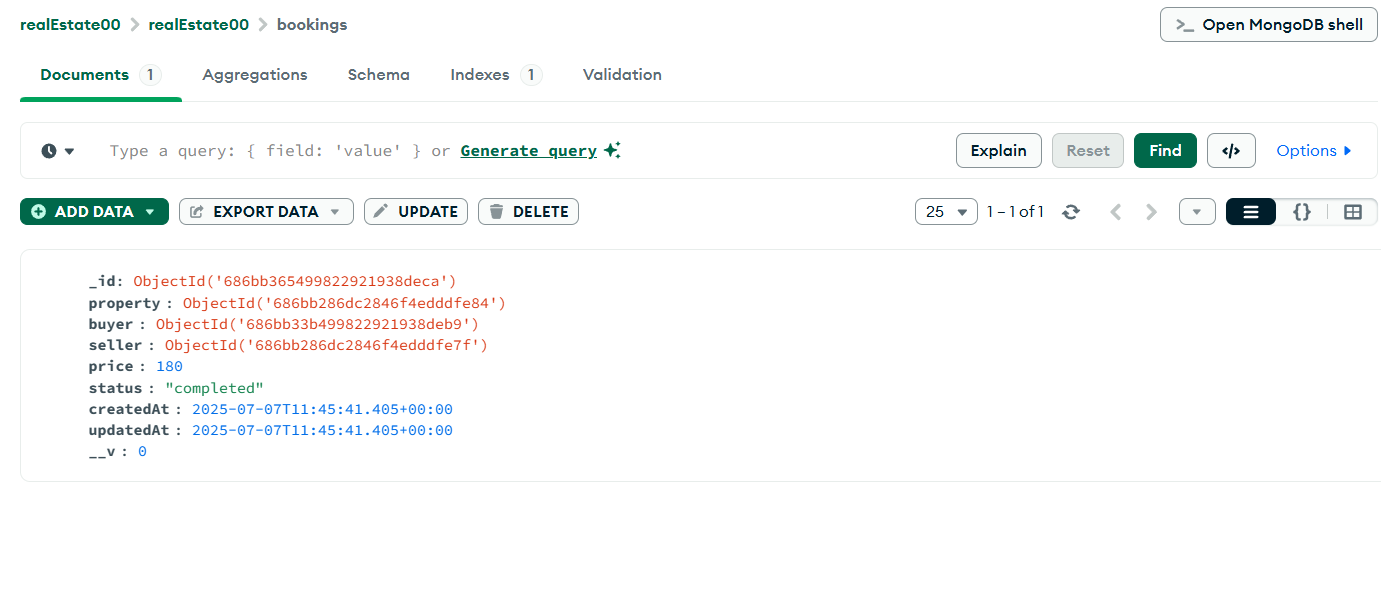 realEstate00 > realEstate00 > bookings
>_ Open MongoDB shell
Documents 1 Aggregations Schema Indexes 1 Validation
Type a query: { field: 'value' } or Generate query
Explain Reset Find </> Options
ADD DATA EXPORT DATA UPDATE DELETE
25 1 – 1 of 1 < > {}
_id: ObjectId('686bb365499822921938deca')
property : ObjectId('686bb286dc2846f4edddfe84')
buyer : ObjectId('686bb33b499822921938deb9')
seller : ObjectId('686bb286dc2846f4edddfe7f')
price : 180
status : "completed"
createdAt : 2025-07-07T11:45:41.405+00:00
updatedAt : 2025-07-07T11:45:41.405+00:00
__v : 0